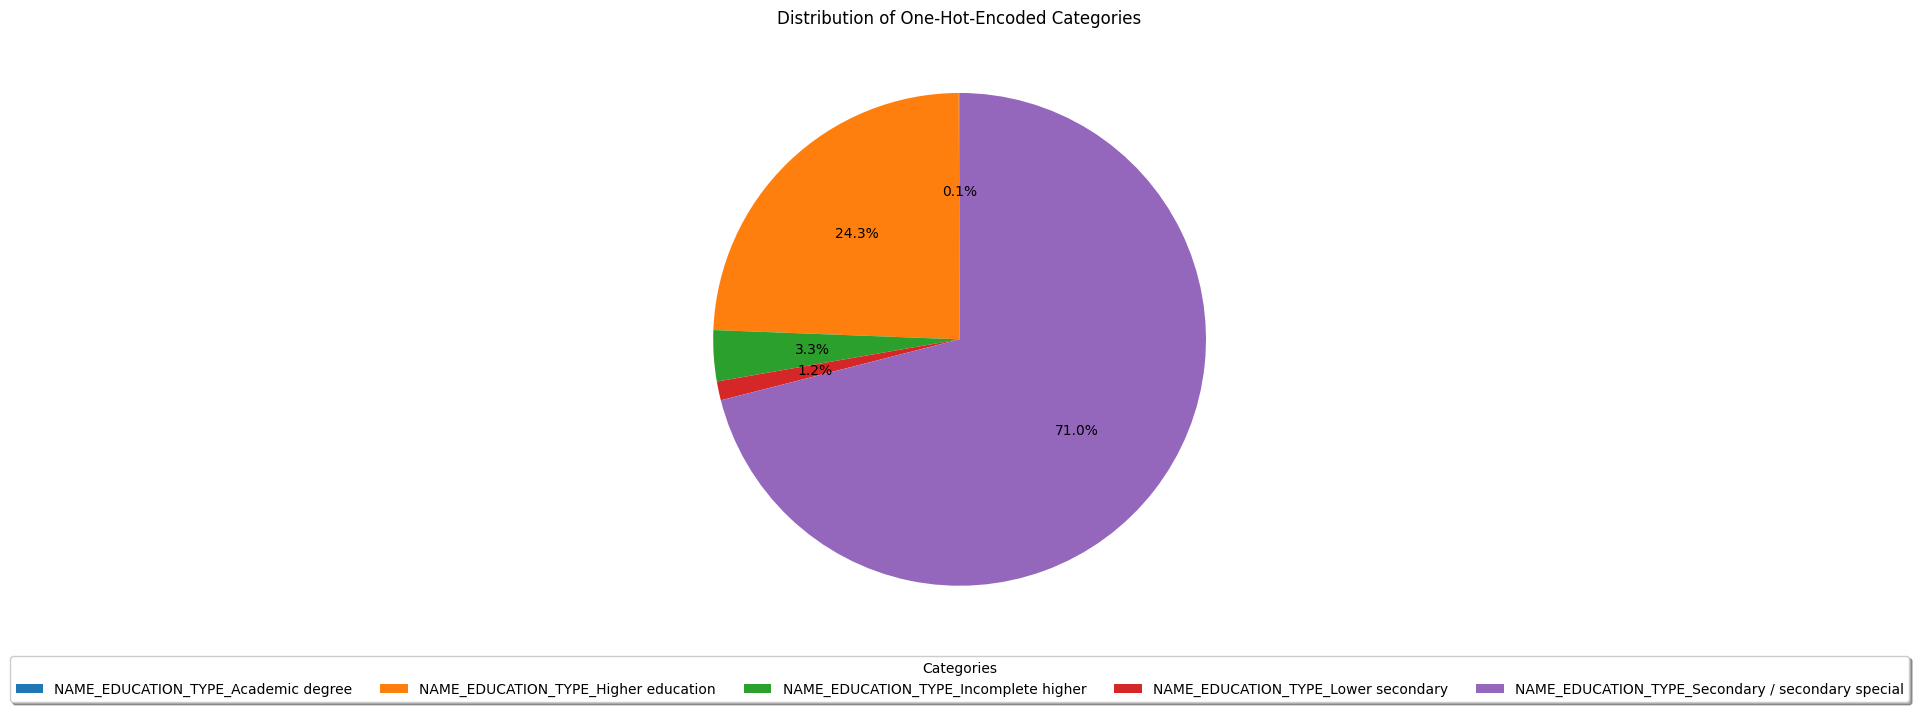 Distribution of One-Hot-Encoded Categories
0.1%
24.3%
3.3%
1.2%
71.0%
Categories
NAME_EDUCATION_TYPE_Academic degree
NAME_EDUCATION_TYPE_Higher education
NAME_EDUCATION_TYPE_Incomplete higher
NAME_EDUCATION_TYPE_Lower secondary
NAME_EDUCATION_TYPE_Secondary / secondary special